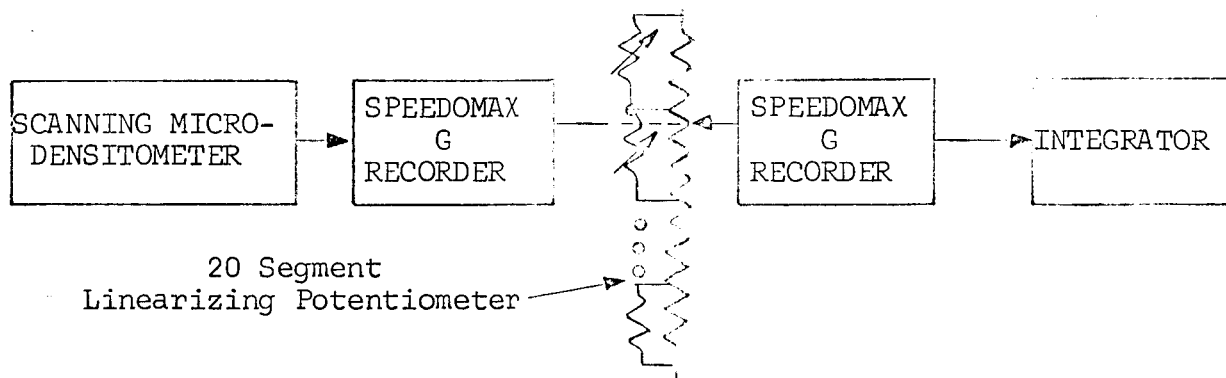 SCANNING MICRO-
DENSITOMETER
SPEEDOMAX
G
RECORDER
SPEEDOMAX
G
RECORDER
INTEGRATOR
20 Segment
Linearizing Potentiometer